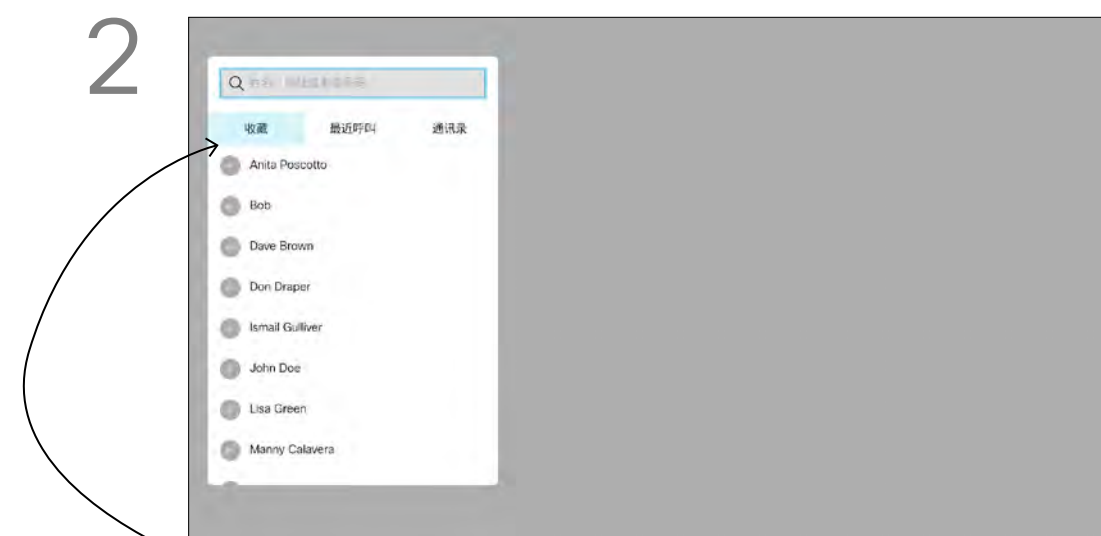 2
收藏 最近呼叫 通讯录
Anita Poscotto
Bob
Dave Brown
Don Draper
Ismail Gulliver
John Doe
Lisa Green
Manny Calavera